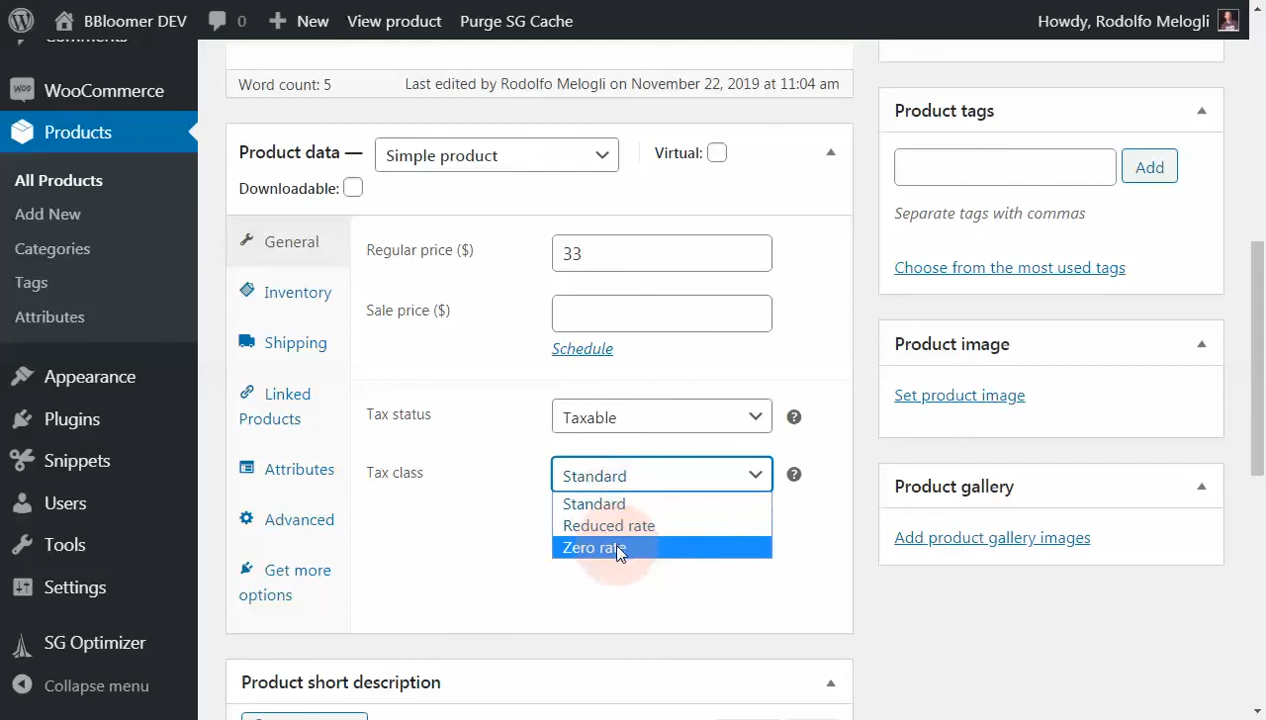 BBloomer DEV 0 New View product Purge SG Cache Howdy, Rodolfo Melogli
Comments
WOO WooCommerce
Products
All Products
Add New
Categories
Tags
Attributes
Appearance
Plugins
Snippets
Users
Tools
Settings
SG Optimizer
Collapse menu
Word count: 5 Last edited by Rodolfo Melogli on November 22, 2019 at 11:04 am
Product data — Simple product Virtual:
Downloadable:
General
Inventory
Shipping
Linked
Products
Attributes
Advanced
Get more
options
Regular price ($) 33
Sale price ($)
Schedule
Tax status Taxable ?
Tax class Standard ?
Standard
Reduced rate
Zero rate
Product short description
Product tags
Add
Separate tags with commas
Choose from the most used tags
Product image
Set product image
Product gallery
Add product gallery images